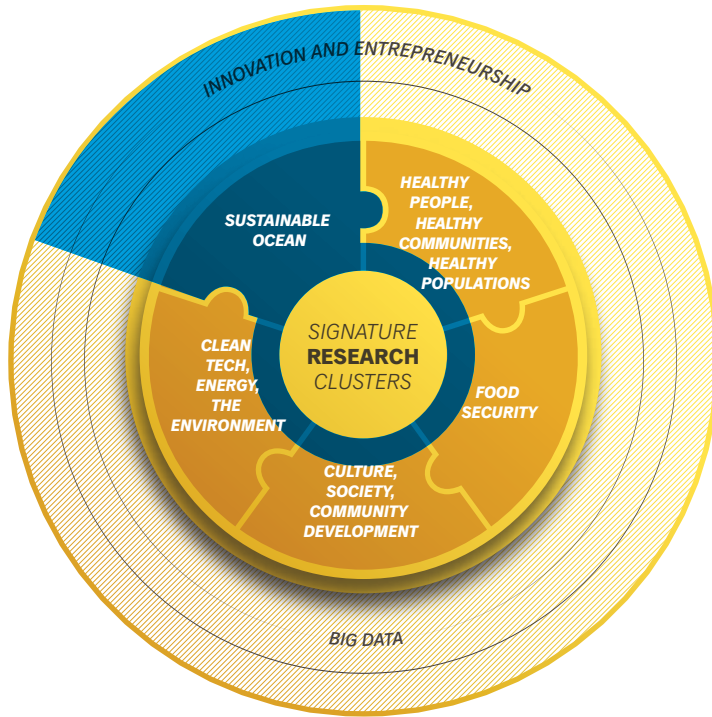 INNOVATION AND ENTREPRENEURSHIP
SUSTAINABLE
OCEAN
HEALTHY
PEOPLE,
HEALTHY
COMMUNITIES,
HEALTHY
POPULATIONS
SIGNATURE
RESEARCH
CLUSTERS
CLEAN
TECH,
ENERGY,
THE
ENVIRONMENT
FOOD
SECURITY
CULTURE,
SOCIETY,
COMMUNITY
DEVELOPMENT
BIG DATA